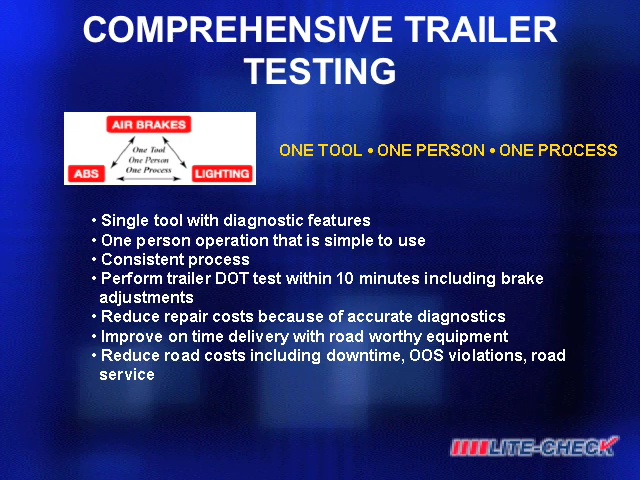 COMPREHENSIVE TRAILER
TESTING
AIR BRAKES
One Tool
One Person
One Process
ABS
LIGHTING
ONE TOOL • ONE PERSON • ONE PROCESS
• Single tool with diagnostic features
• One person operation that is simple to use
• Consistent process
• Perform trailer DOT test within 10 minutes including brake
adjustments
• Reduce repair costs because of accurate diagnostics
• Improve on time delivery with road worthy equipment
• Reduce road costs including downtime, OOS violations, road
service
LITE-CHECK